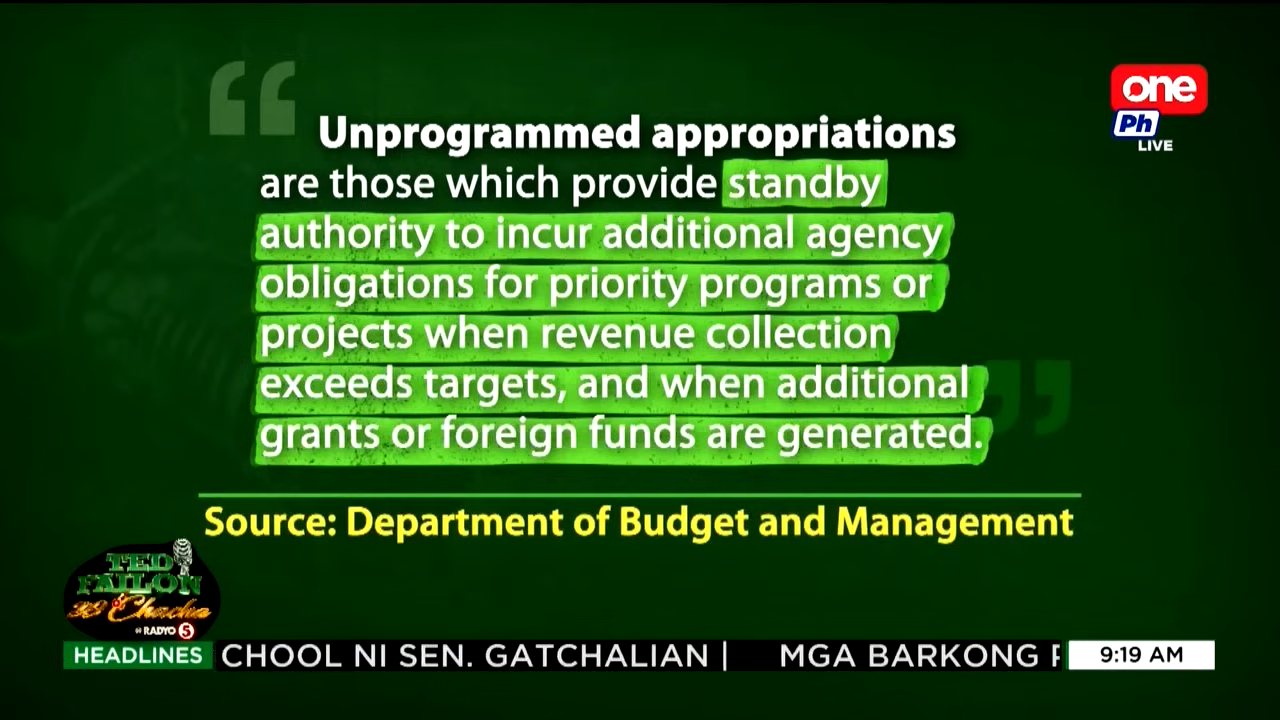 one
Ph
LIVE
Unprogrammed appropriations
are those which provide standby
authority to incur additional agency
obligations for priority programs or
projects when revenue collection
exceeds targets, and when additional
grants or foreign funds are generated.
Source: Department of Budget and Management
TED
FAILON
& Chacha
@ RADYO 5
HEADLINES CHOOL NI SEN. GATCHALIAN | MGA BARKONG 9:19 AM